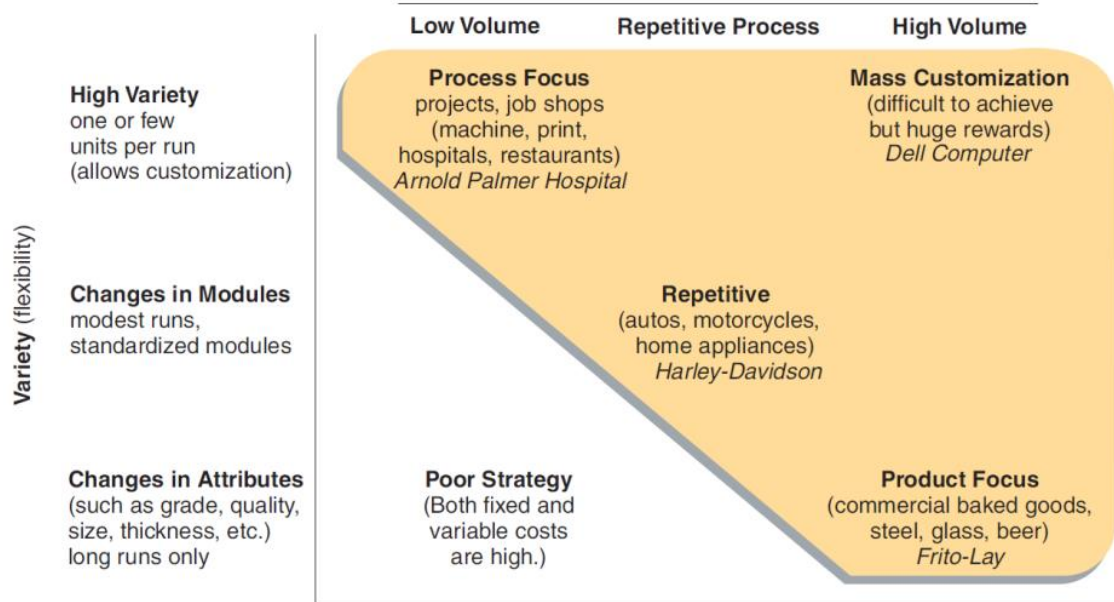 Low Volume
Repetitive Process
High Volume
Variety (flexibility)
High Variety
one or few
units per run
(allows customization)
Process Focus
projects, job shops
(machine, print,
hospitals, restaurants)
Arnold Palmer Hospital
Mass Customization
(difficult to achieve
but huge rewards)
Dell Computer
Changes in Modules
modest runs,
standardized modules
Repetitive
(autos, motorcycles,
home appliances)
Harley-Davidson
Changes in Attributes
(such as grade, quality,
size, thickness, etc.)
long runs only
Poor Strategy
(Both fixed and
variable costs
are high.)
Product Focus
(commercial baked goods,
steel, glass, beer)
Frito-Lay